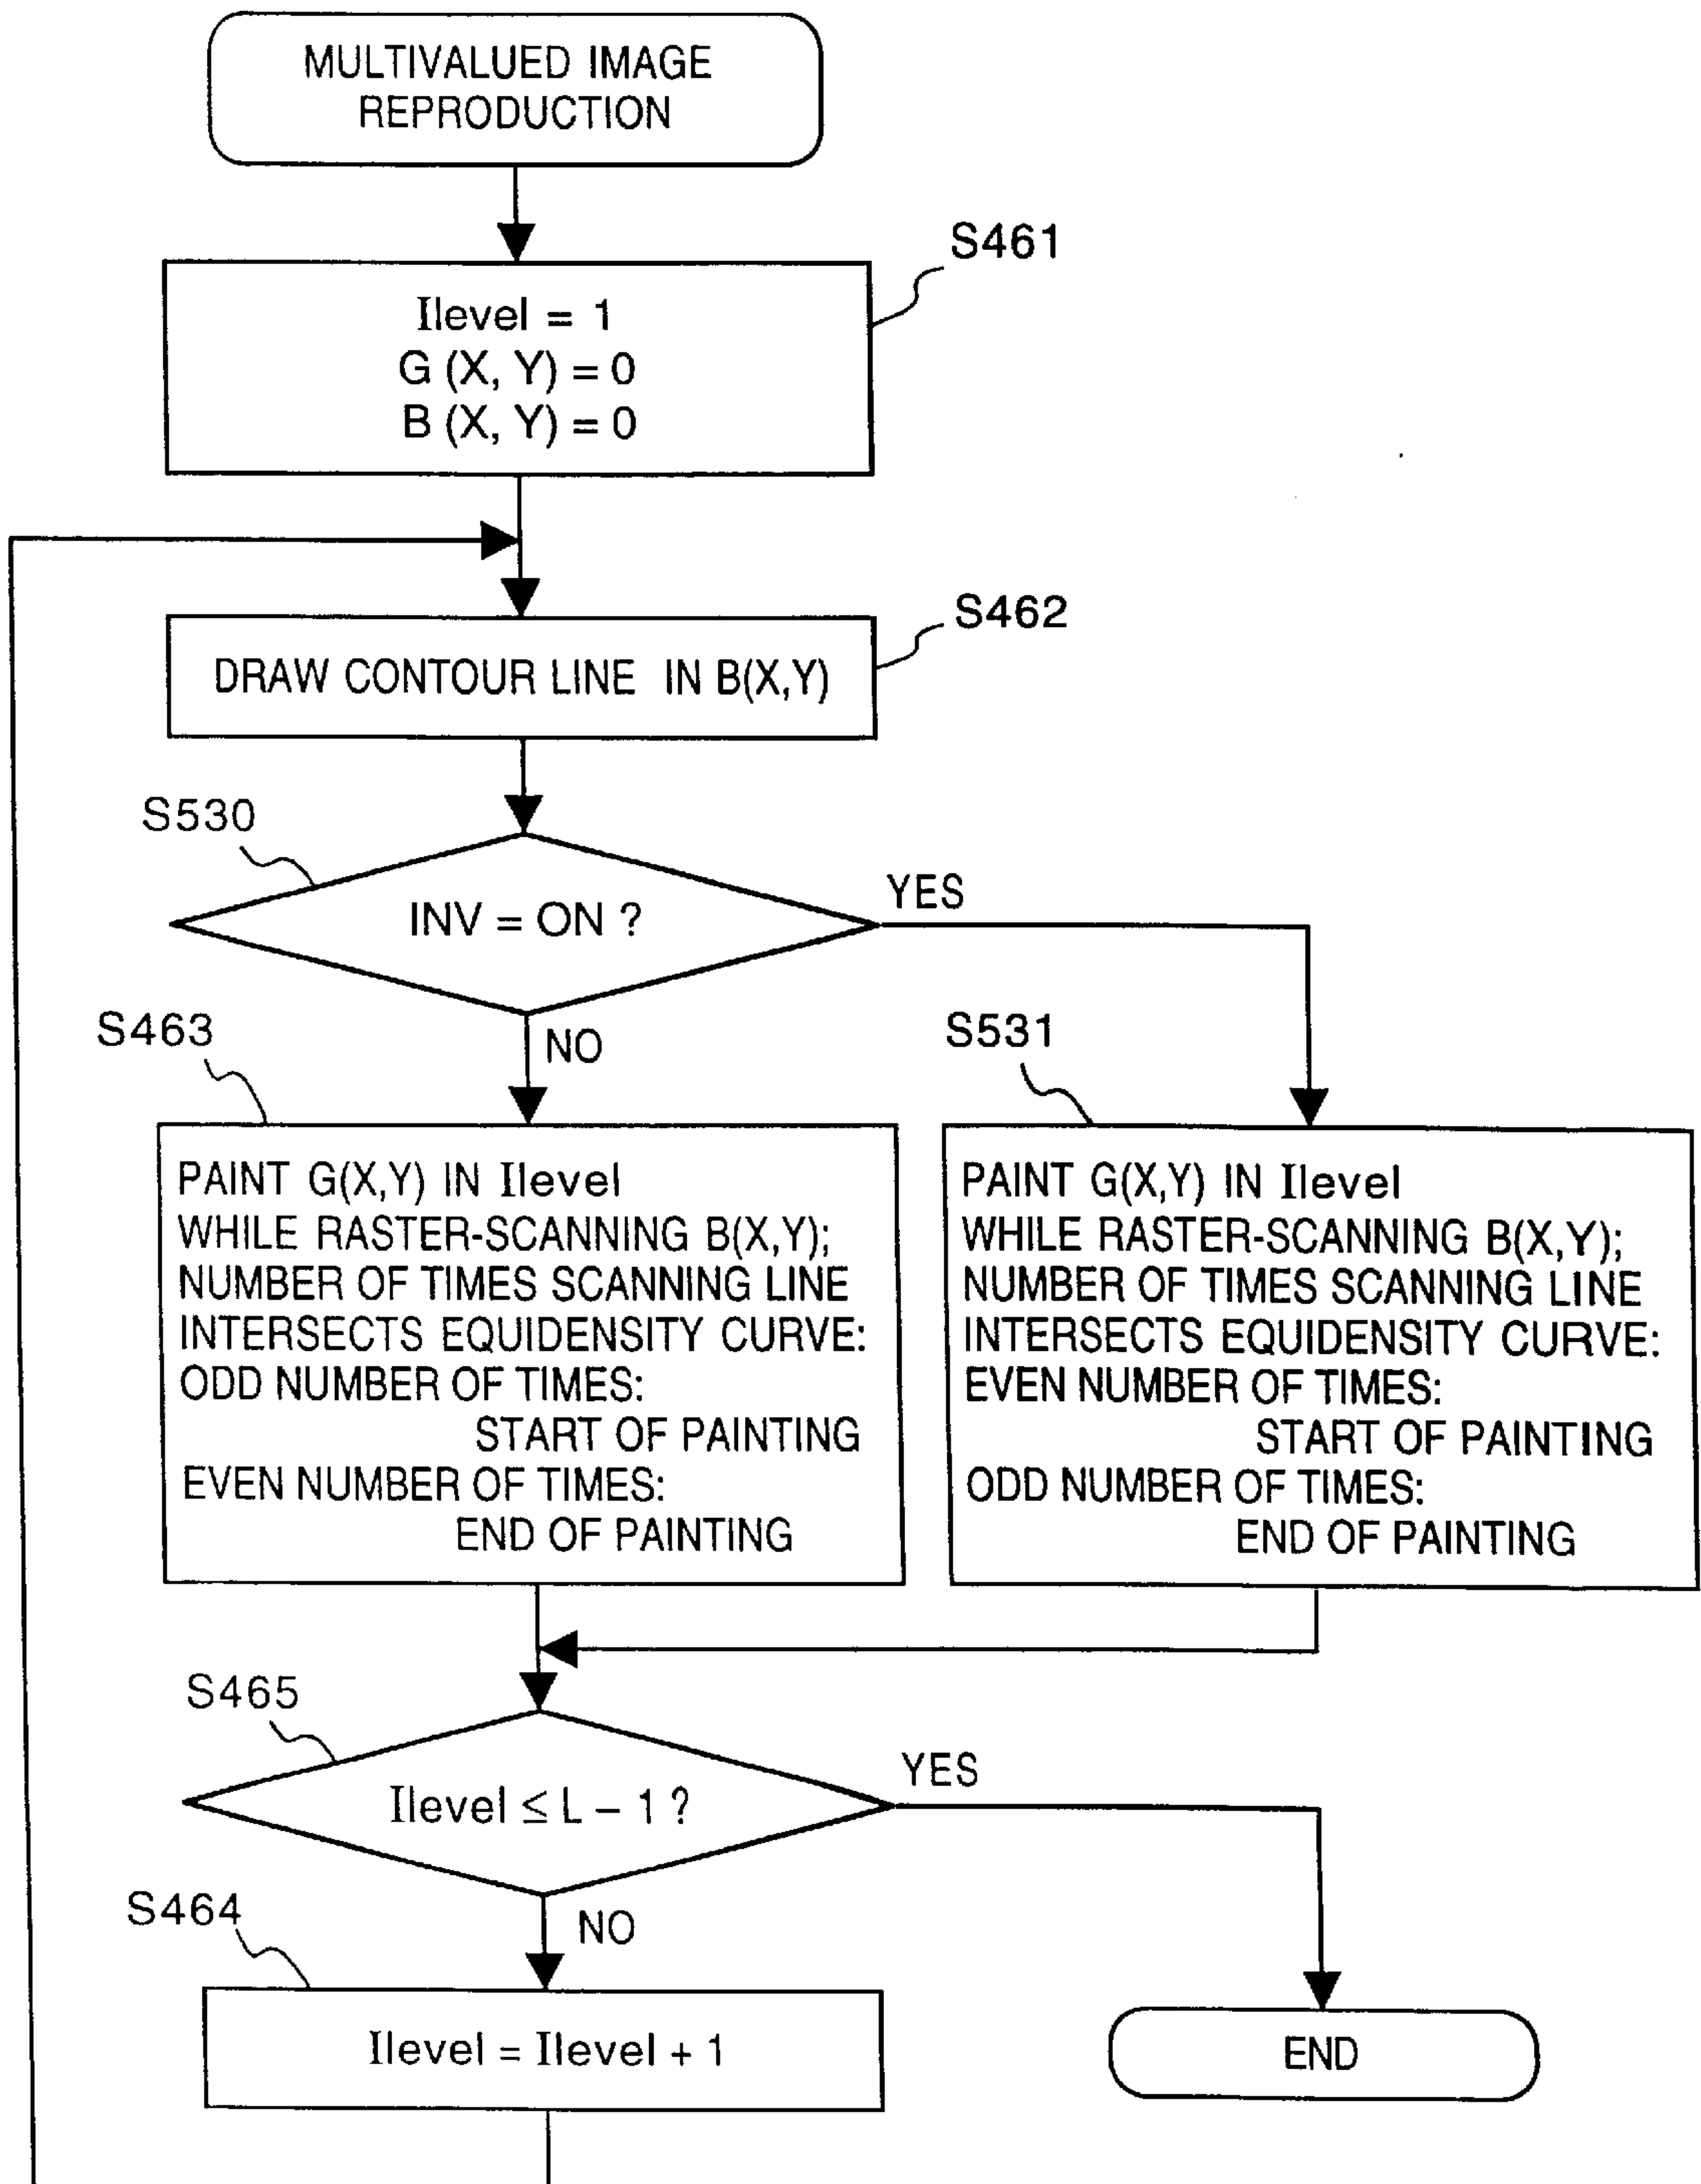 MULTIVALUED IMAGE
REPRODUCTION
S461
Ilevel = 1
G (X, Y) = 0
B (X, Y) = 0
S462
DRAW CONTOUR LINE IN B(X,Y)
S530
INV = ON ?
YES
NO
S463
PAINT G(X,Y) IN Ilevel
WHILE RASTER-SCANNING B(X,Y);
NUMBER OF TIMES SCANNING LINE
INTERSECTS EQUIDENSITY CURVE:
ODD NUMBER OF TIMES:
START OF PAINTING
EVEN NUMBER OF TIMES:
END OF PAINTING
S531
PAINT G(X,Y) IN Ilevel
WHILE RASTER-SCANNING B(X,Y);
NUMBER OF TIMES SCANNING LINE
INTERSECTS EQUIDENSITY CURVE:
EVEN NUMBER OF TIMES:
START OF PAINTING
ODD NUMBER OF TIMES:
END OF PAINTING
S465
Ilevel ≤ L – 1 ?
YES
NO
S464
Ilevel = Ilevel + 1
END